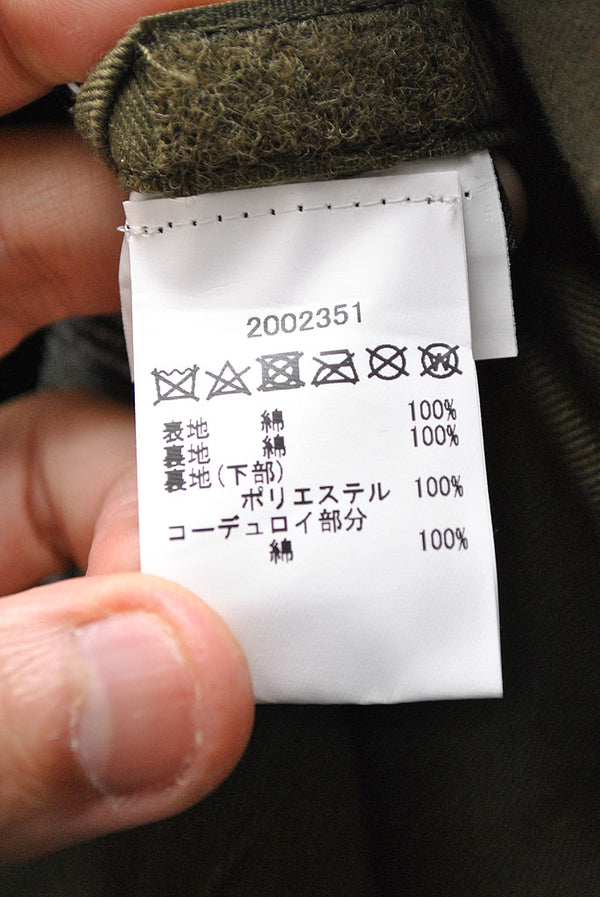 2002351
表地 綿 100%
裏地 綿 100%
裏地(下部)
ポリエステル 100%
コーデュロイ部分
綿 100%